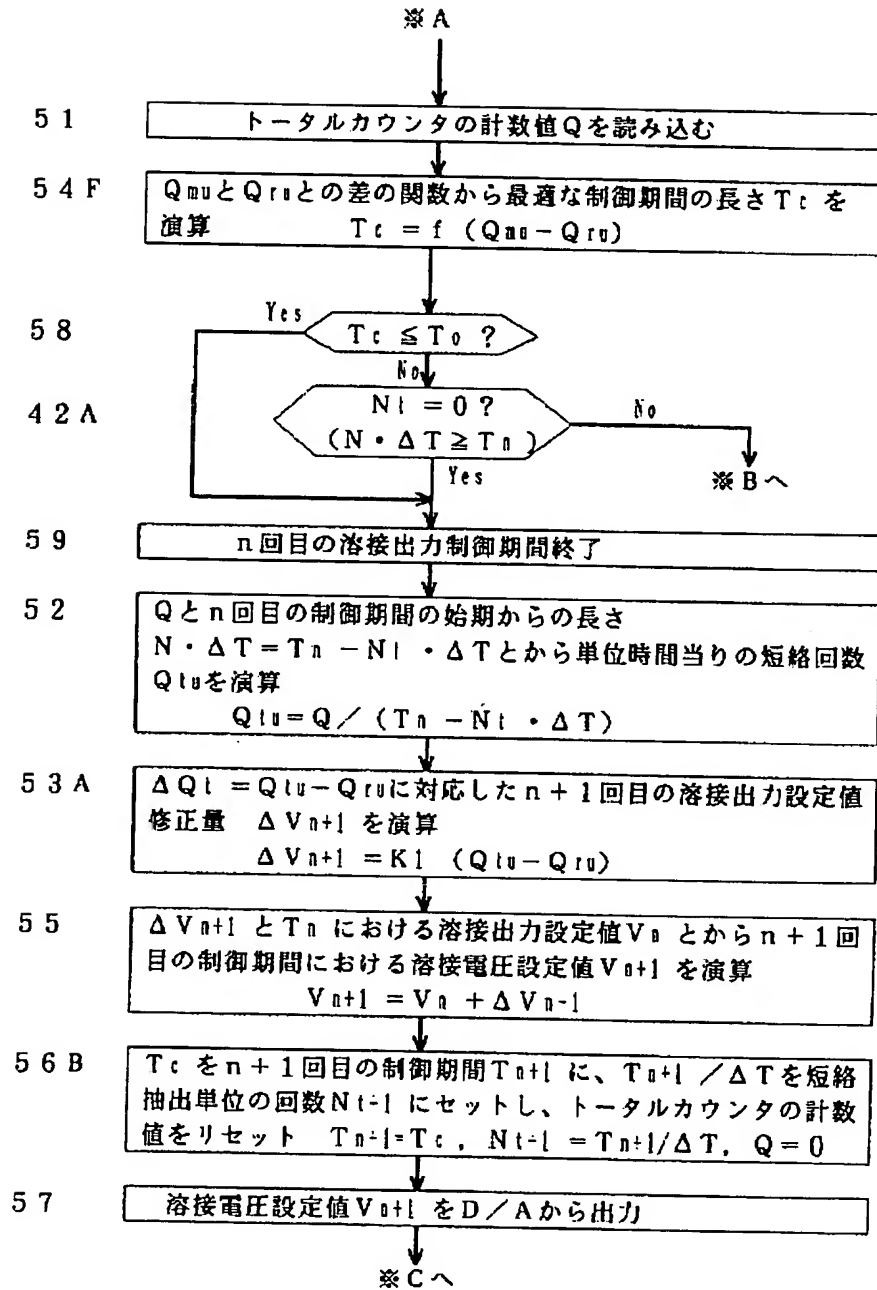 ※A
51
トータルカウンタの計数値Qを読み込む
54F
QmuとQruとの差の関数から最適な制御期間の長さTcを
演算 Tc=f(Qmu-Qru)
58
Yes
Tc≦To?
No
42A
Nt=0?
(N・ΔT≧Tn)
No
Yes
※Bへ
59
n回目の溶接出力制御期間終了
52
Qとn回目の制御期間の始期からの長さ
N・ΔT=Tn-Nt・ΔTとから単位時間当りの短絡回数
Qtuを演算
Qtu=Q/(Tn-Nt・ΔT)
53A
ΔQt=Qtu-Qruに対応したn+1回目の溶接出力設定値
修正量 ΔVn+1を演算
ΔVn+1=K1 (Qtu-Qru)
55
ΔVn+1とTnにおける溶接出力設定値Vnとからn+1回
目の制御期間における溶接電圧設定値Vn+1を演算
Vn+1=Vn+ΔVn-1
56B
Tcをn+1回目の制御期間Tn+1に、Tn+1/ΔTを短絡
抽出単位の回数Nt-1にセットし、トータルカウンタの計数
値をリセット Tn+1=Tc, Nt-1=Tn+1/ΔT, Q=0
57
溶接電圧設定値Vn+1をD/Aから出力
※Cへ